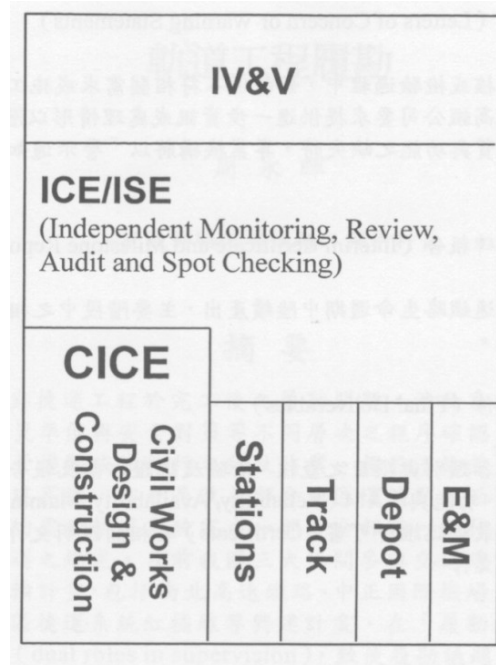 IV&V
ICE/ISE
(Independent Monitoring, Review,
Audit and Spot Checking)
CICE
Civil Works
Design &
Construction
Stations
Track
Depot
E&M